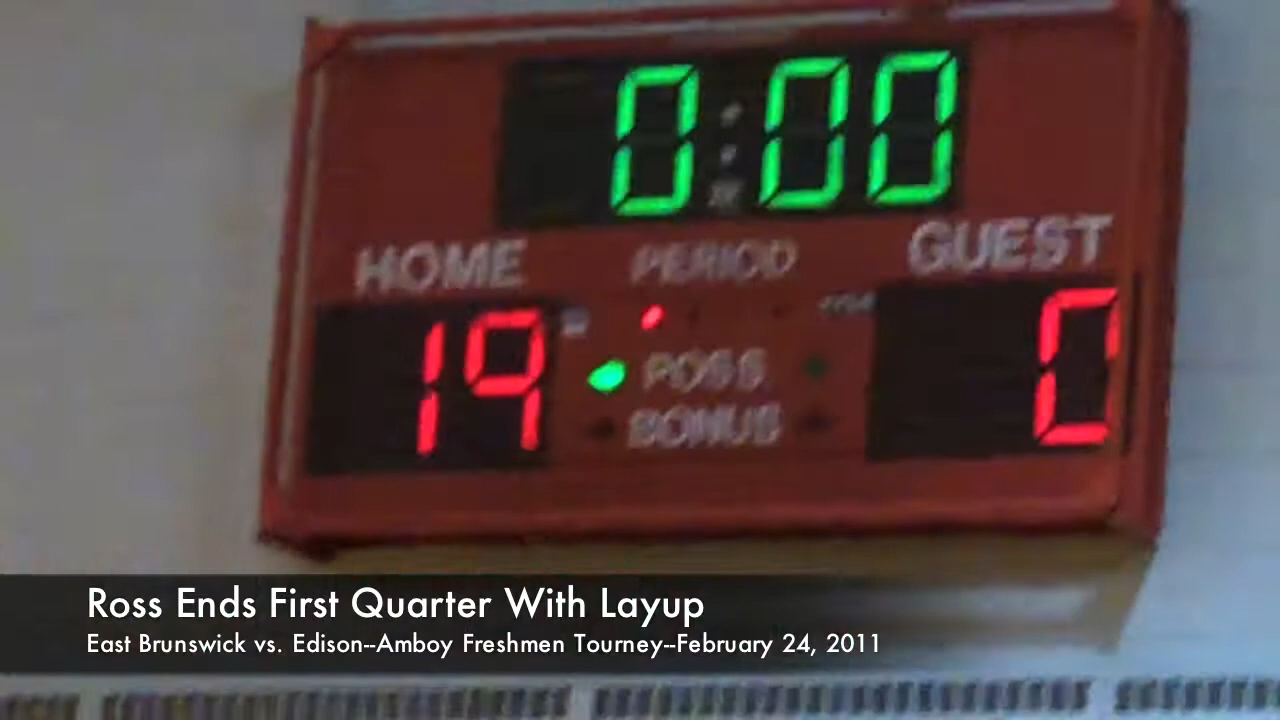 0:00
HOME PERIOD GUEST
19 0
POSS
BONUS
Ross Ends First Quarter With Layup
East Brunswick vs. Edison--Amboy Freshmen Tourney--February 24, 2011